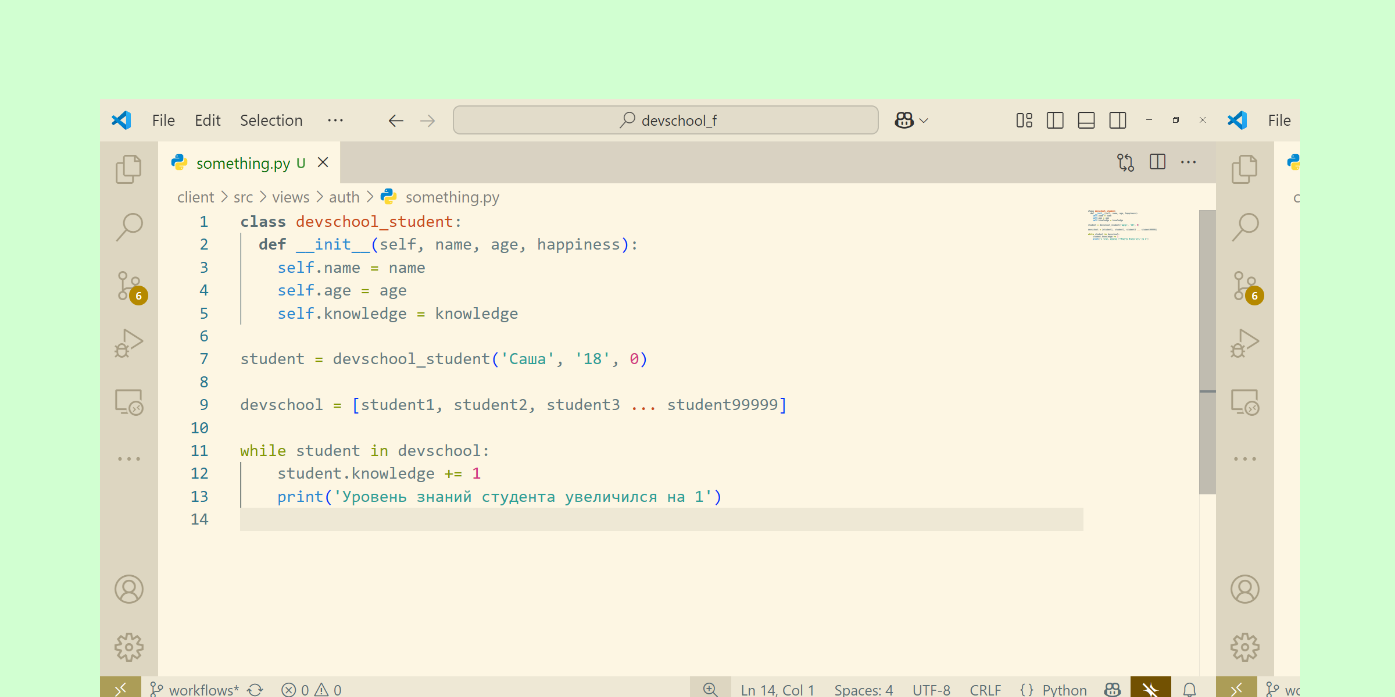 File Edit Selection ··· ← → devschool_f File
something.py U ×
client > src > views > auth > something.py
1 class devschool_student:
2 def __init__(self, name, age, happiness):
3 self.name = name
4 self.age = age
5 self.knowledge = knowledge
6
7 student = devschool_student('Саша', '18', 0)
8
9 devschool = [student1, student2, student3 ... student99999]
10
11 while student in devschool:
12 student.knowledge += 1
13 print('Уровень знаний студента увеличился на 1')
14
6
6
workflows* 0 0 Ln 14, Col 1 Spaces: 4 UTF-8 CRLF {} Python